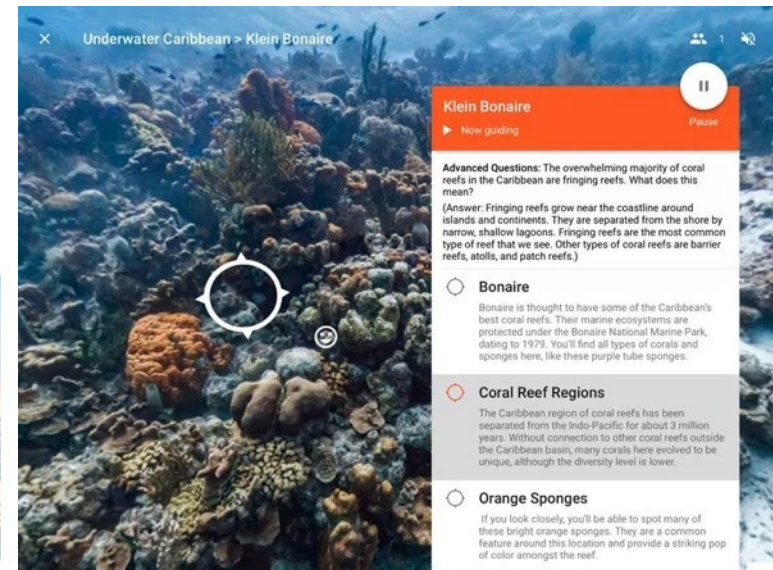 Underwater Caribbean > Klein Bonaire
1
Klein Bonaire
Now guiding
Pause
Advanced Questions: The overwhelming majority of coral
reefs in the Caribbean are fringing reefs. What does this
mean?
(Answer: Fringing reefs grow near the coastline around
islands and continents. They are separated from the shore by
narrow, shallow lagoons. Fringing reefs are the most common
type of reef that we see. Other types of coral reefs are barrier
reefs, atolls, and patch reefs.)
Bonaire
Bonaire is thought to have some of the Caribbean's
best coral reefs. Their marine ecosystems are
protected under the Bonaire National Marine Park,
dating to 1979. You'll find all types of corals and
sponges here, like these purple tube sponges.
Coral Reef Regions
The Caribbean region of coral reefs has been
separated from the Indo-Pacific for about 3 million
years. Without connection to other coral reefs outside
the Caribbean basin, many corals here evolved to be
unique, although the diversity level is lower.
Orange Sponges
If you look closely, you'll be able to spot many of
these bright orange sponges. They are a common
feature around this location and provide a striking pop
of color amongst the reef.